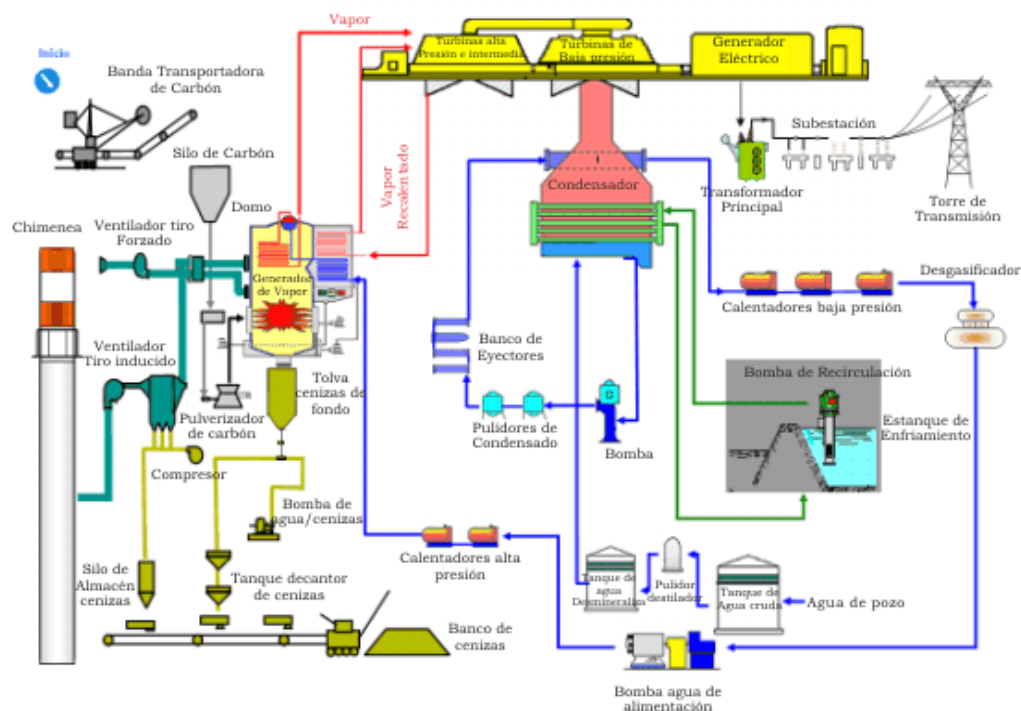 Vapor
Turbinas alta
Presión e intermedia
Turbinas de
Baja presión
Generador
Eléctrico
Inicio
Banda Transportadora
de Carbón
Silo de Carbón
Subestación
Vapor
Recalentado
Condensador
Transformador
Principal
Torre de
Transmisión
Domo
Chimenea
Ventilador tiro
Forzado
Generador
de Vapor
Desgasificador
Calentadores baja presión
Banco de
Eyectores
Ventilador
Tiro inducido
Tolva
cenizas de
fondo
Bomba de Recirculación
Estanque de
Enfriamiento
Pulverizador
de carbón
Pulidores de
Condensado
Bomba
Compresor
Bomba de
agua/cenizas
Calentadores alta
presión
Silo de
Almacén
cenizas
Tanque decantor
de cenizas
Tanque de
agua
Desmineraliza
Pulidor
destilador
Tanque de
Agua cruda
Agua de pozo
Banco de
cenizas
Bomba agua de
alimentación